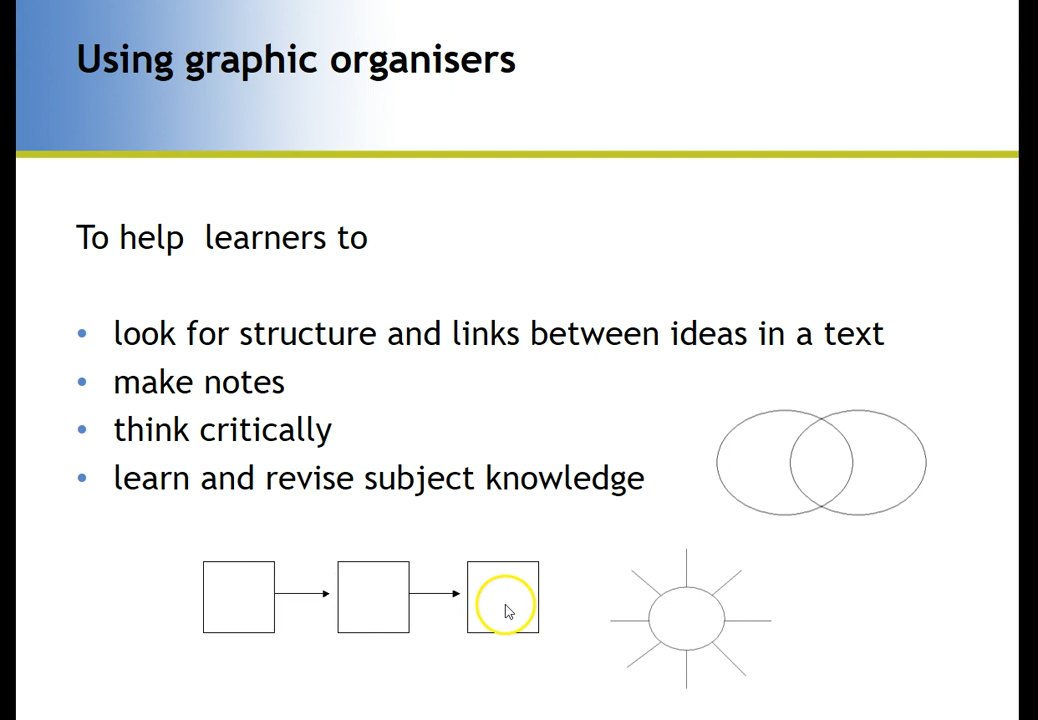 Using graphic organisers
To help  learners to
• look for structure and links between ideas in a text
• make notes
• think critically
• learn and revise subject knowledge